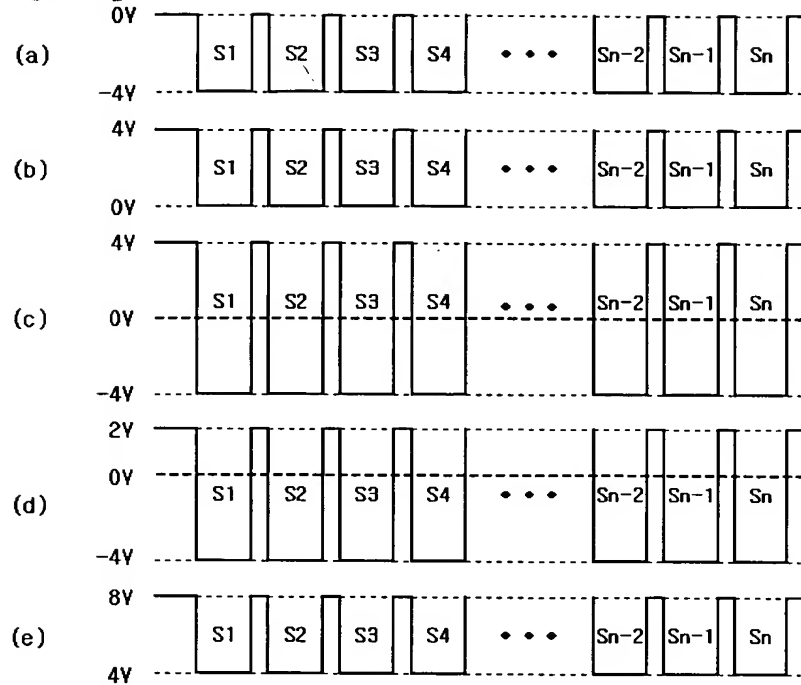 0V
(a) S1 S2 S3 S4 • • • Sn-2 Sn-1 Sn
-4V
4V
(b) S1 S2 S3 S4 • • • Sn-2 Sn-1 Sn
0V
4V
S1 S2 S3 S4 • • • Sn-2 Sn-1 Sn
(c) 0V
-4V
2V
0V
(d) S1 S2 S3 S4 • • • Sn-2 Sn-1 Sn
-4V
8V
(e) S1 S2 S3 S4 • • • Sn-2 Sn-1 Sn
4V